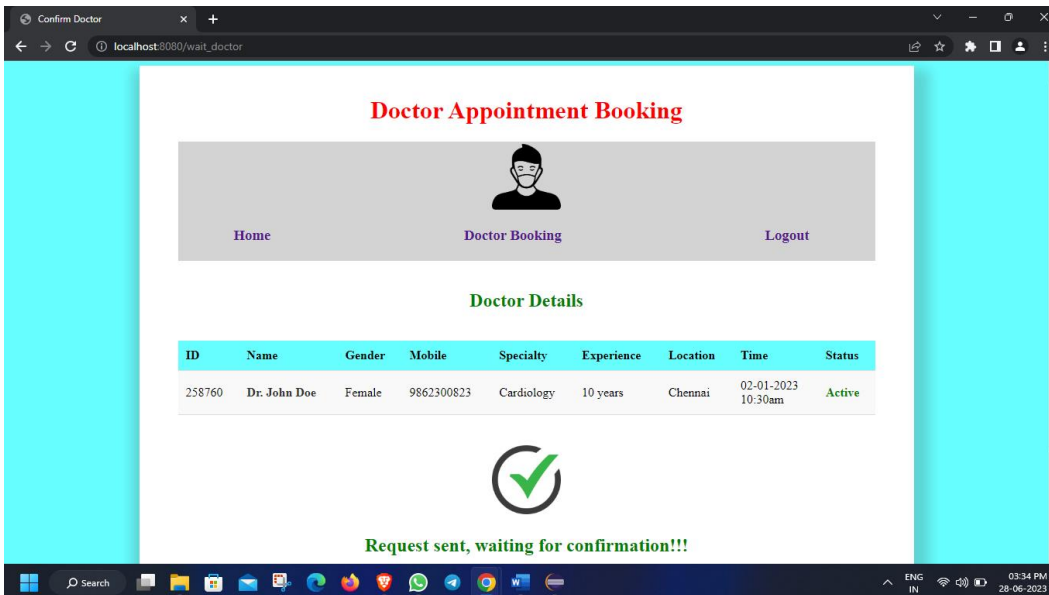 Confirm Doctor
localhost:8080/wait_doctor
Doctor Appointment Booking
Home Doctor Booking Logout
Doctor Details
ID Name Gender Mobile Specialty Experience Location Time Status
258760 Dr. John Doe Female 9862300823 Cardiology 10 years Chennai 02-01-2023 Active
10:30am
Request sent, waiting for confirmation!!!
Search ENG 03:34 PM
IN 28-06-2023